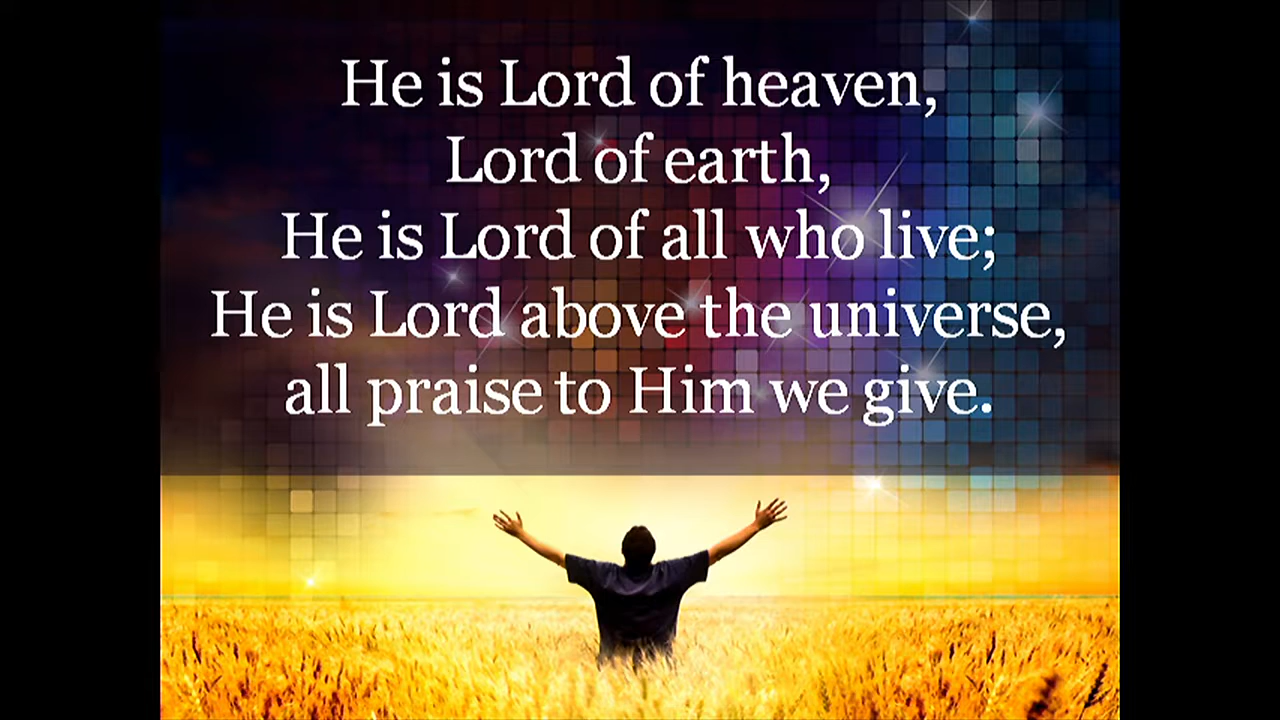 He is Lord of heaven,
Lord of earth,
He is Lord of all who live;
He is Lord above the universe,
all praise to Him we give.